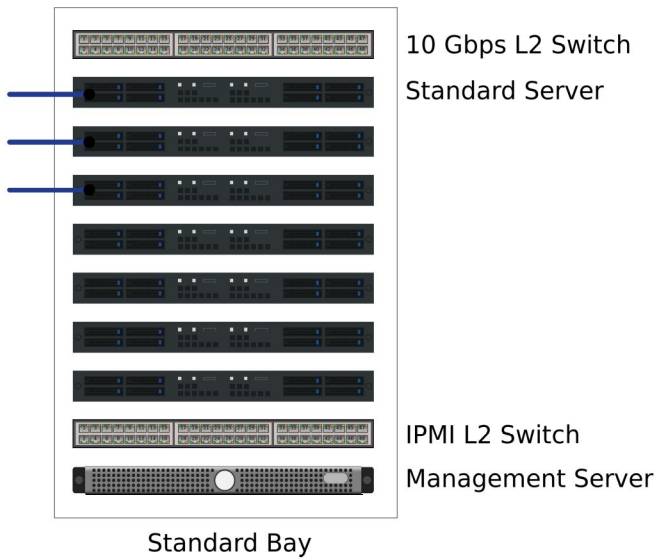 10 Gbps L2 Switch
Standard Server
IPMI L2 Switch
Management Server
Standard Bay